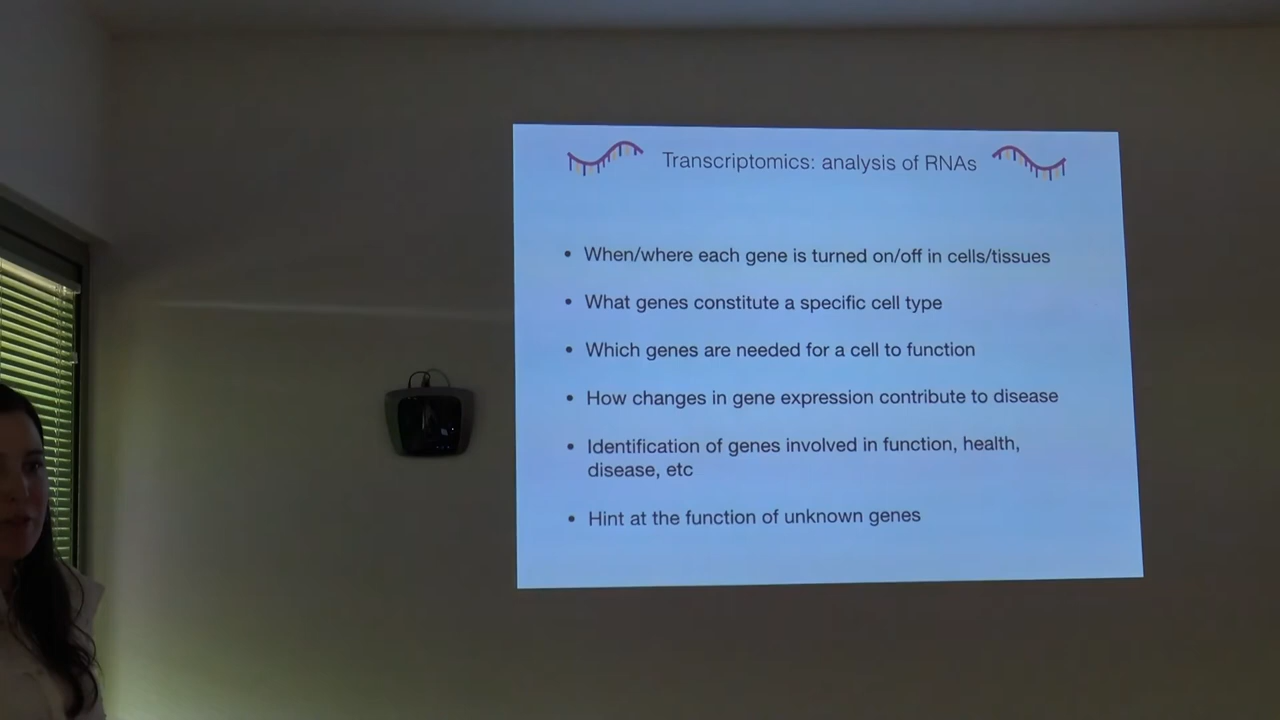 Transcriptomics: analysis of RNAs
• When/where each gene is turned on/off in cells/tissues
• What genes constitute a specific cell type
• Which genes are needed for a cell to function
• How changes in gene expression contribute to disease
• Identification of genes involved in function, health,
disease, etc
• Hint at the function of unknown genes